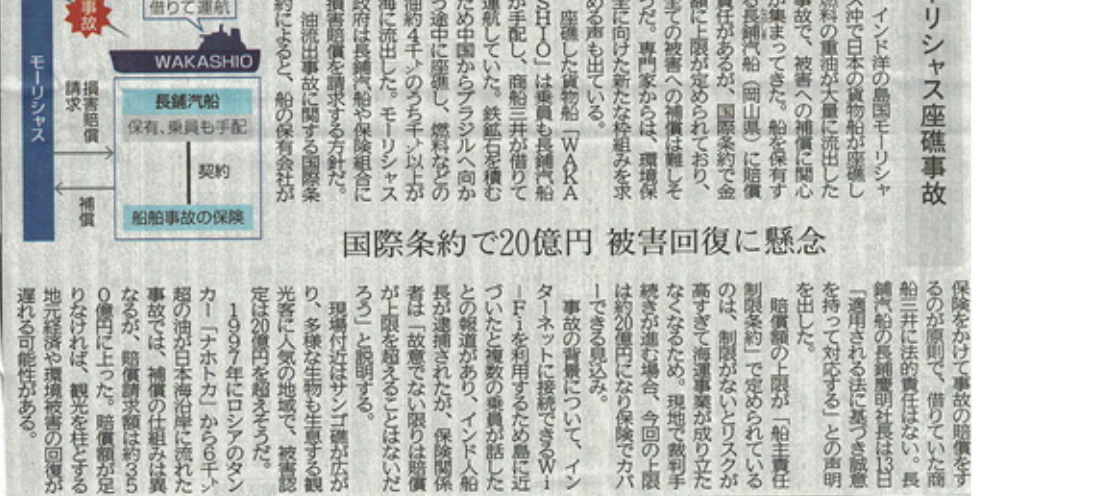 ーリシャス座礁事故
インド洋の島国モーリシャ
ス沖で日本の貨物船が座礁し
燃料の重油が大量に流出した
事故で、被害への補償に関心
が集まってきた。船を保有す
る長鋪汽船（岡山県）に賠償
責任があるが、国際条約で金
額に上限が定められており、
全ての被害への補償は難しそ
うだ。専門家からは、環境保
全に向けた新たな枠組みを求
める声も出ている。
座礁した貨物船「WAKA
SHIO」は乗員も長鋪汽船
が手配し、商船三井が借りて
運航していた。鉄鉱石を積む
ため中国からブラジルへ向か
う途中に座礁し、燃料などの
油約4千㌧のうち千㌧以上が
海に流出した。モーリシャス
政府は長鋪汽船や保険組合に
損害賠償を請求する方針だ。
油流出事故に関する国際条
約によると、船の保有会社が
借りて運航
事故
WAKASHIO
長鋪汽船
保有、乗員も手配
契約
船舶事故の保険
損害賠償
請求
補償
モーリシャス
国際条約で20億円 被害回復に懸念
保険をかけて事故の賠償をす
るのが原則で、借りていた商
船三井に法的責任はない。長
鋪汽船の長鋪慶明社長は13日
「適用される法に基づき誠意
を持って対応する」との声明
を出した。
賠償額の上限が「船主責任
制限条約」で定められている
のは、制限がないとリスクが
高すぎて海運事業が成り立た
なくなるため。現地で裁判手
続きが進む場合、今回の上限
は約20億円になり保険でカバ
ーできる見込み。
事故の背景について、イン
ターネットに接続できるWi
-Fiを利用するため島に近
づいたと複数の乗員が話した
との報道があり、インド人船
長が逮捕されたが、保険関係
者は「故意でない限りは賠償
が上限を超えることはないだ
ろう」と説明する。
現場付近はサンゴ礁が広が
り、多様な生物も生息する観
光客に人気の地域で、被害認
定は20億円を超えそうだ。
1997年にロシアのタン
カー「ナホトカ」から6千㌧
超の油が日本海沿岸に流れた
事故では、補償の仕組みは異
なるが、賠償請求額は約35
0億円に上った。賠償額が足
りなければ、観光を柱とする
地元経済や環境被害の回復が
遅れる可能性がある。